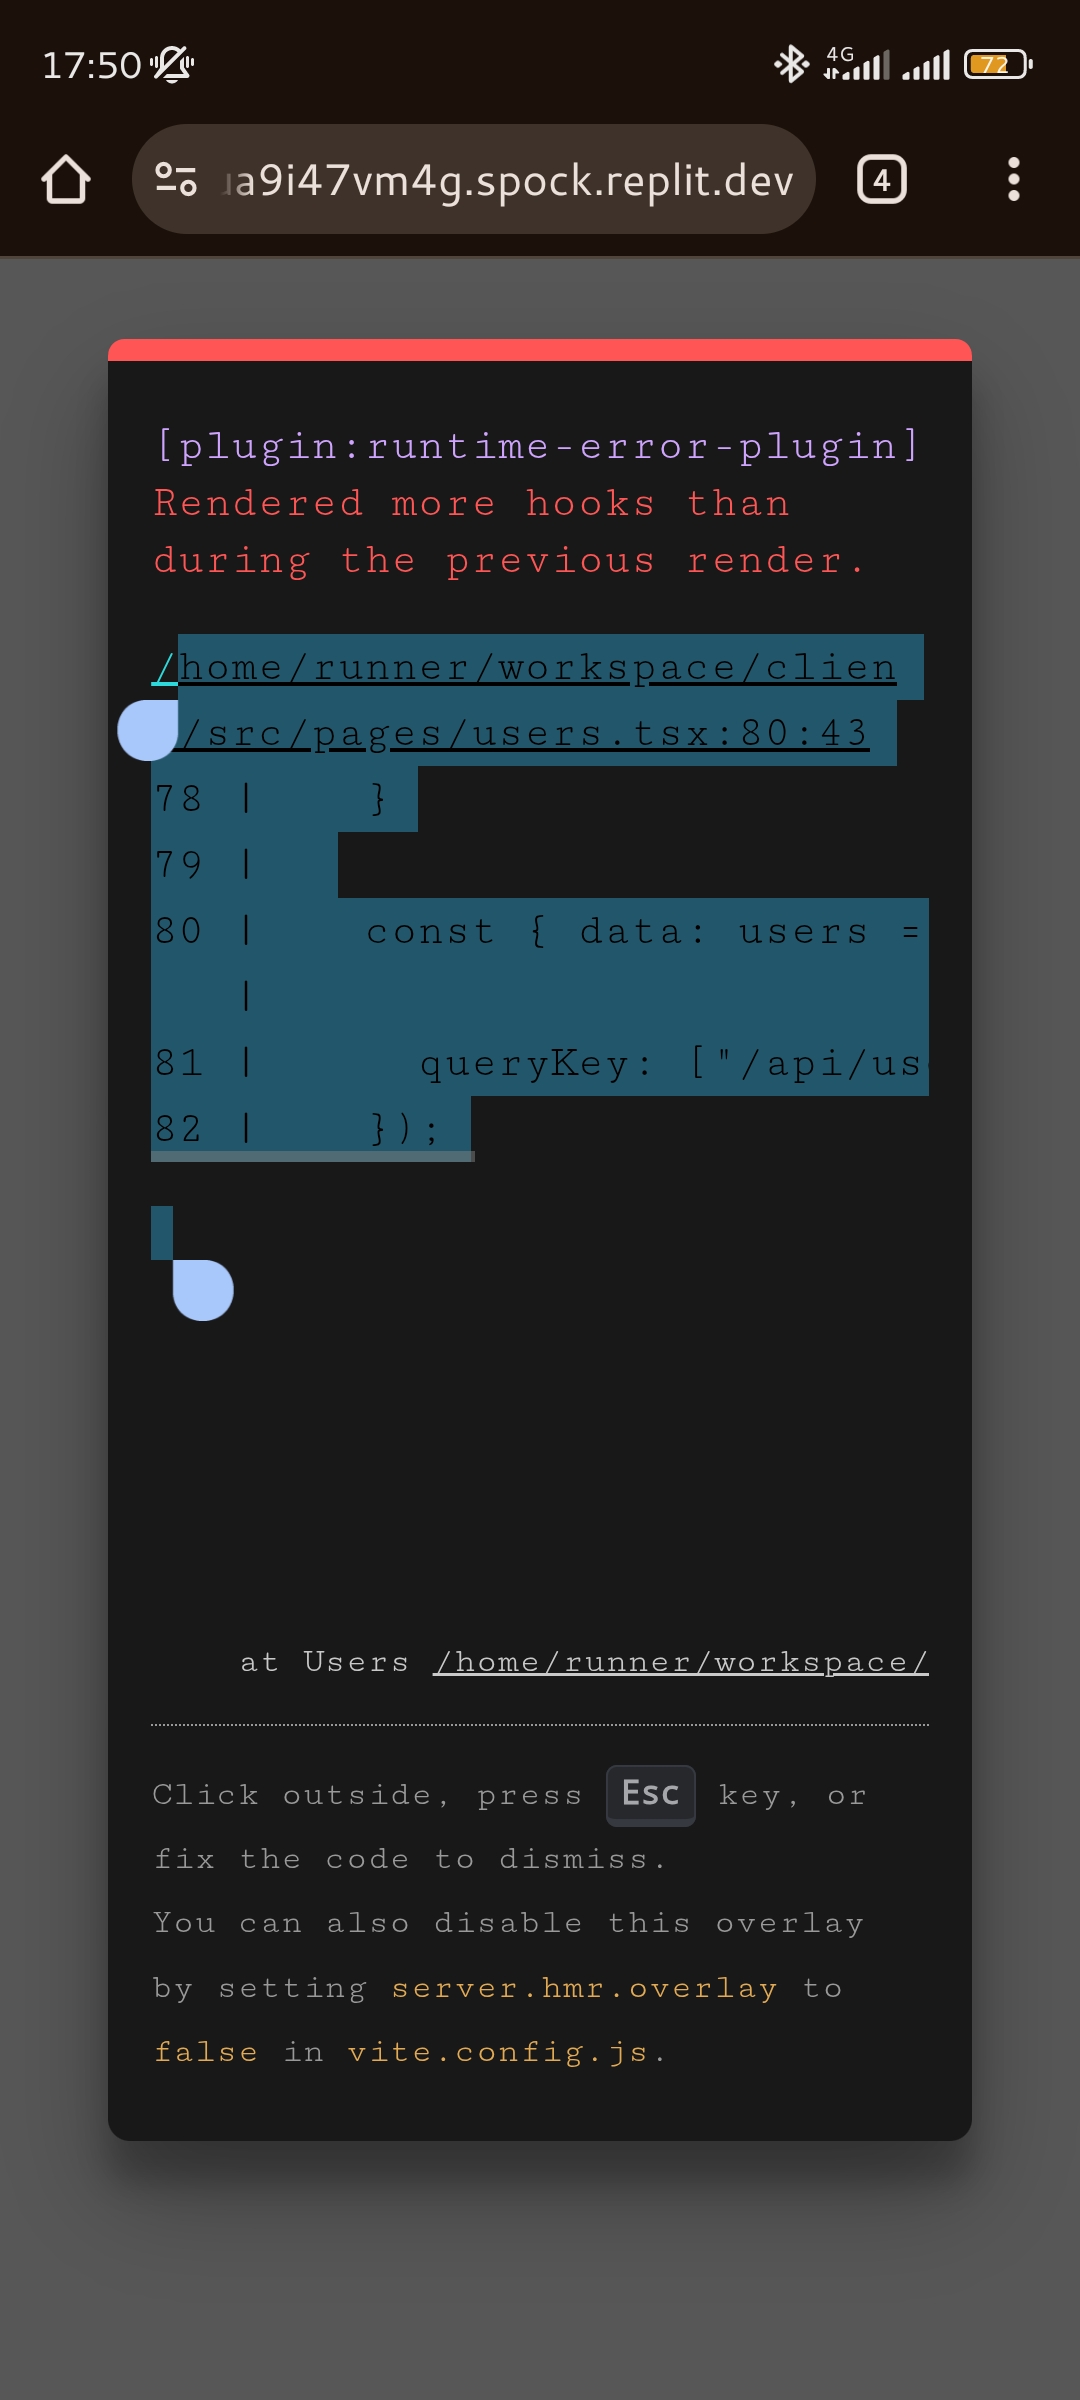 17:50
4G
72
a9i47vm4g.spock.replit.dev
4
[plugin:runtime-error-plugin]
Rendered more hooks than
during the previous render.
/home/runner/workspace/clien
/src/pages/users.tsx:80:43
78 |    }
79 |
80 |    const { data: users =
|
81 |      queryKey: ["/api/us
82 |    });
at Users /home/runner/workspace/
Click outside, press Esc key, or
fix the code to dismiss.
You can also disable this overlay
by setting server.hmr.overlay to
false in vite.config.js.